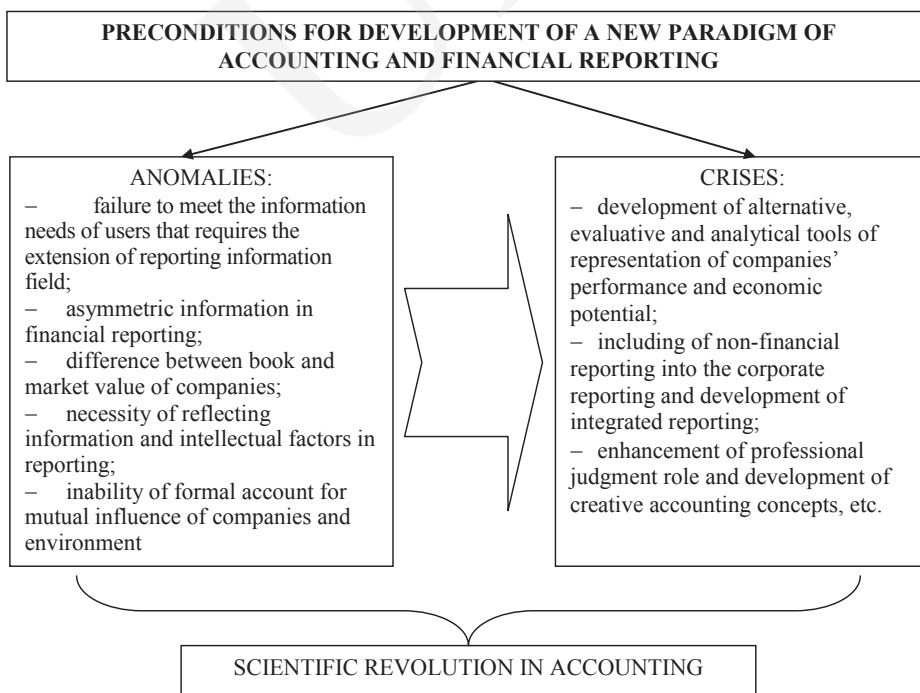 PRECONDITIONS FOR DEVELOPMENT OF A NEW PARADIGM OF
ACCOUNTING AND FINANCIAL REPORTING
ANOMALIES:
– failure to meet the information
needs of users that requires the
extension of reporting information
field;
– asymmetric information in
financial reporting;
– difference between book and
market value of companies;
– necessity of reflecting
information and intellectual factors in
reporting;
– inability of formal account for
mutual influence of companies and
environment
CRISES:
– development of alternative,
evaluative and analytical tools of
representation of companies’
performance and economic
potential;
– including of non-financial
reporting into the corporate
reporting and development of
integrated reporting;
– enhancement of professional
judgment role and development of
creative accounting concepts, etc.
SCIENTIFIC REVOLUTION IN ACCOUNTING